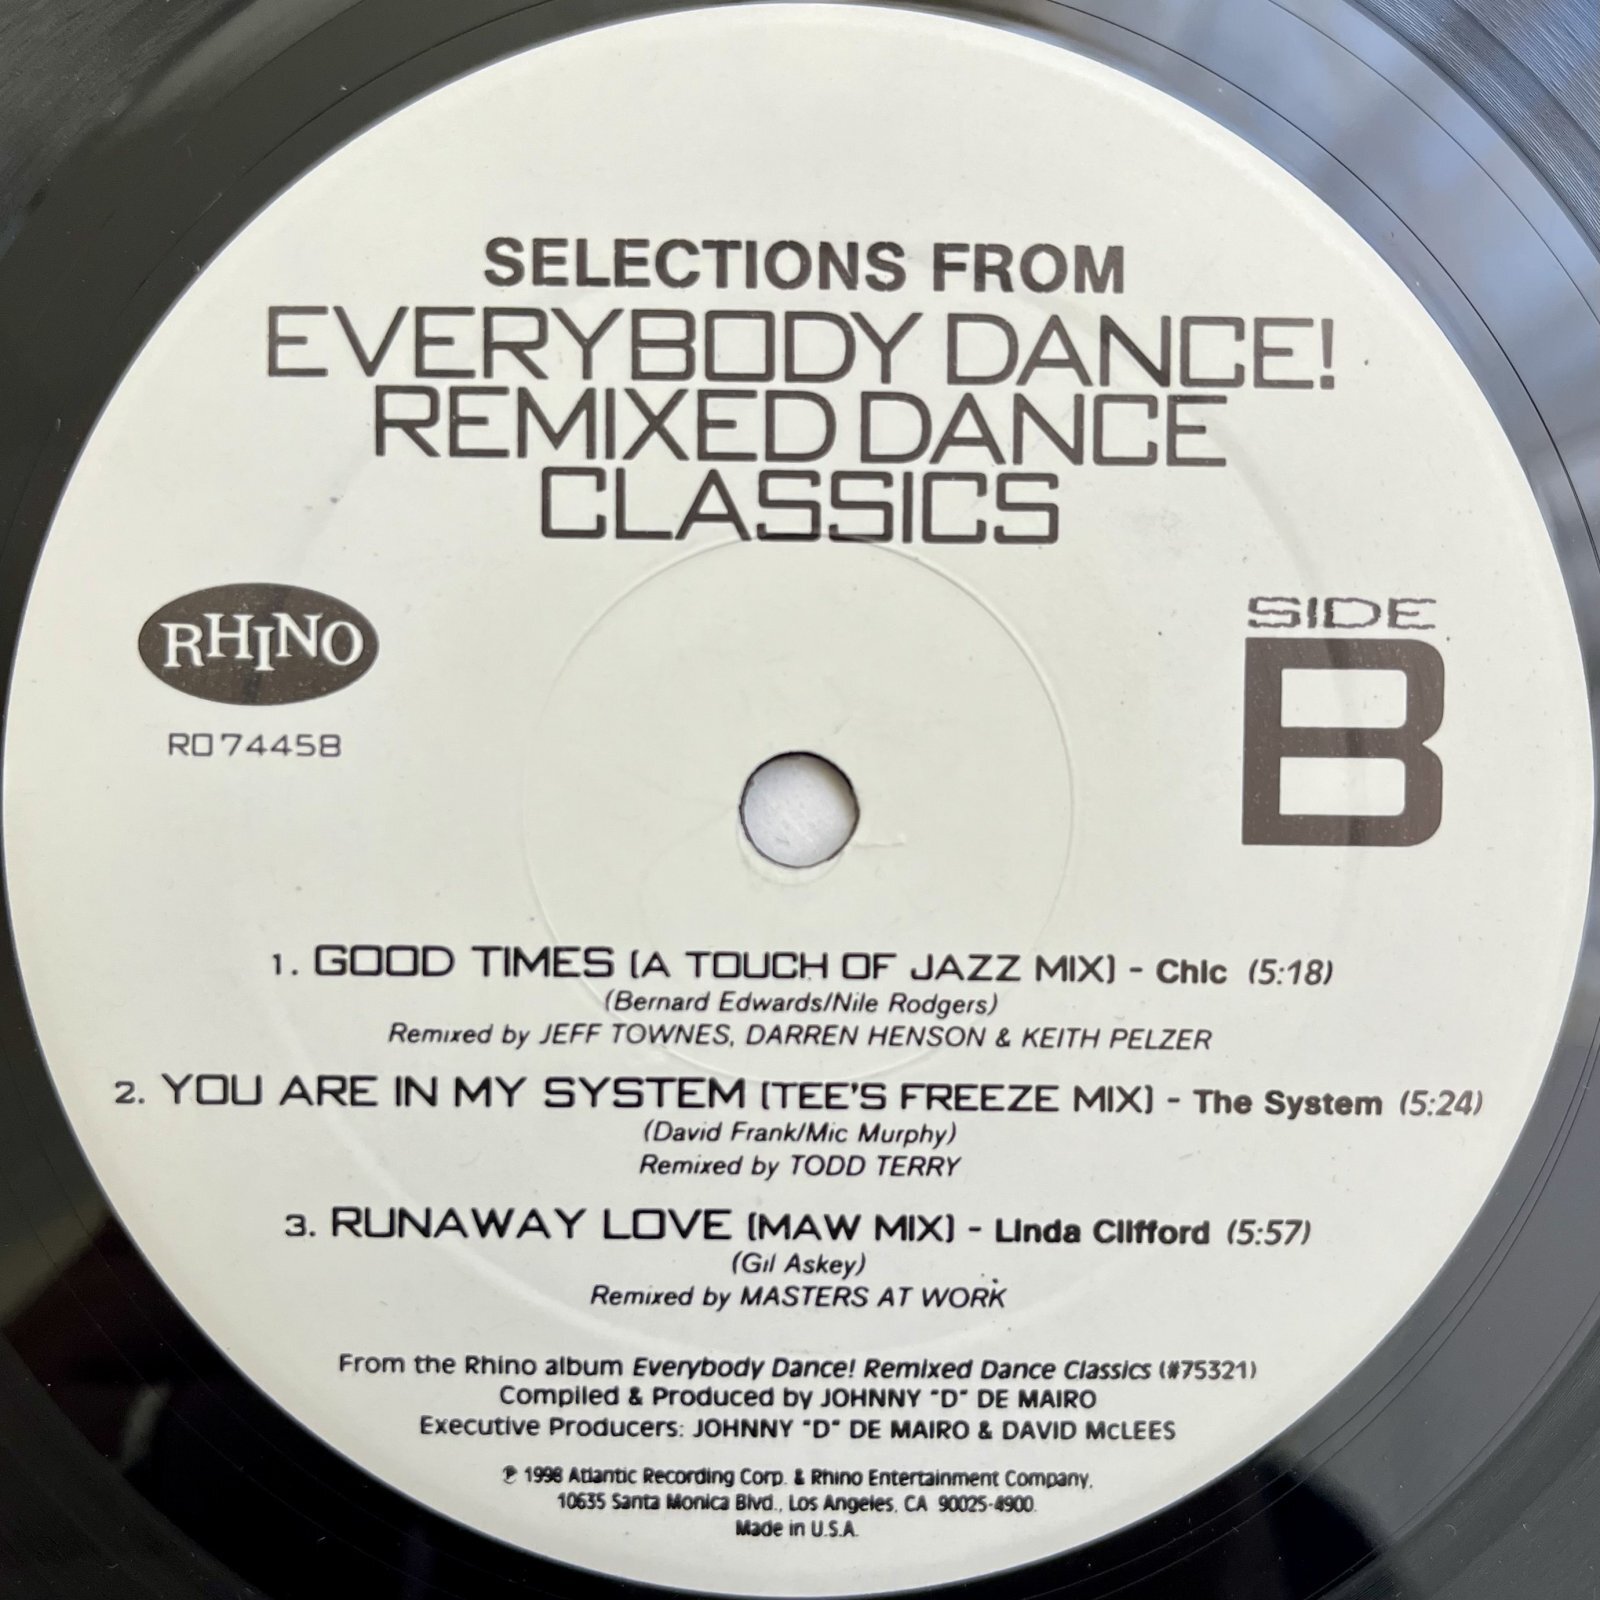 SELECTIONS FROM
EVERYBODY DANCE!
REMIXED DANCE
CLASSICS
RHINO
RO 74458
SIDE
B
1. GOOD TIMES (A TOUCH OF JAZZ MIX) - Chic (5:18)
(Bernard Edwards/Nile Rodgers)
Remixed by JEFF TOWNES, DARREN HENSON & KEITH PELZER
2. YOU ARE IN MY SYSTEM (TEE'S FREEZE MIX) - The System (5:24)
(David Frank/Mic Murphy)
Remixed by TODD TERRY
3. RUNAWAY LOVE (MAW MIX) - Linda Clifford (5:57)
(Gil Askey)
Remixed by MASTERS AT WORK
From the Rhino album Everybody Dance! Remixed Dance Classics (#75321)
Compiled & Produced by JOHNNY "D" DE MAIRO
Executive Producers: JOHNNY "D" DE MAIRO & DAVID McLEES
℗ 1998 Atlantic Recording Corp. & Rhino Entertainment Company,
10635 Santa Monica Blvd., Los Angeles, CA 90025-4900.
Made in U.S.A.